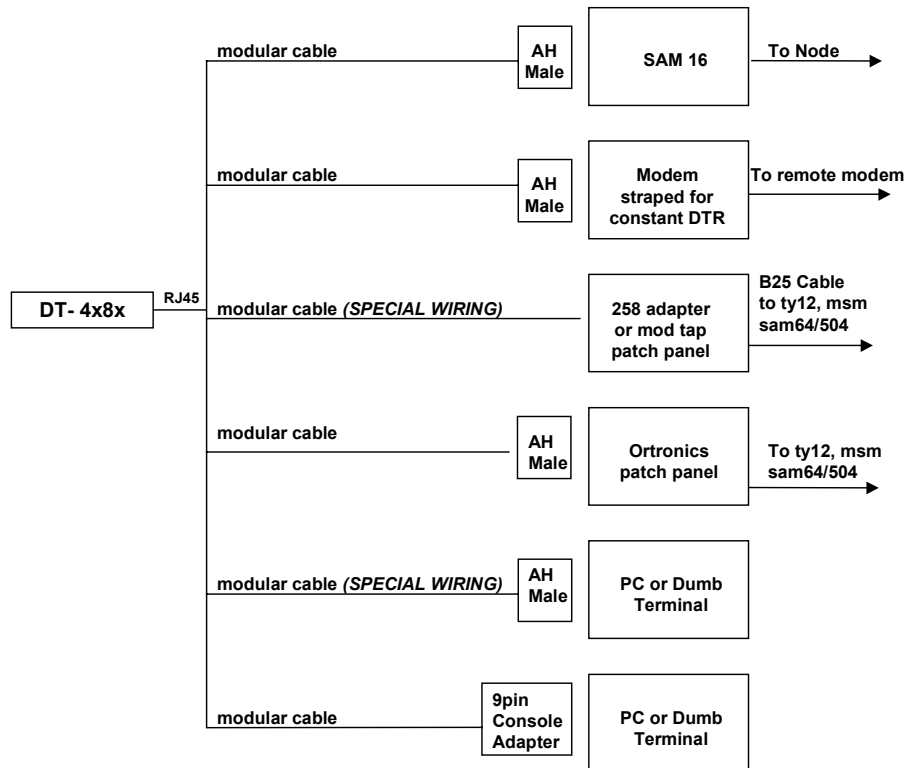 modular cable
AH
Male
SAM 16
To Node
modular cable
AH
Male
Modem
straped for
constant DTR
To remote modem
DT- 4x8x
RJ45
modular cable (SPECIAL WIRING)
258 adapter
or mod tap
patch panel
B25 Cable
to ty12, msm
sam64/504
modular cable
AH
Male
Ortronics
patch panel
To ty12, msm
sam64/504
modular cable (SPECIAL WIRING)
AH
Male
PC or Dumb
Terminal
modular cable
9pin
Console
Adapter
PC or Dumb
Terminal